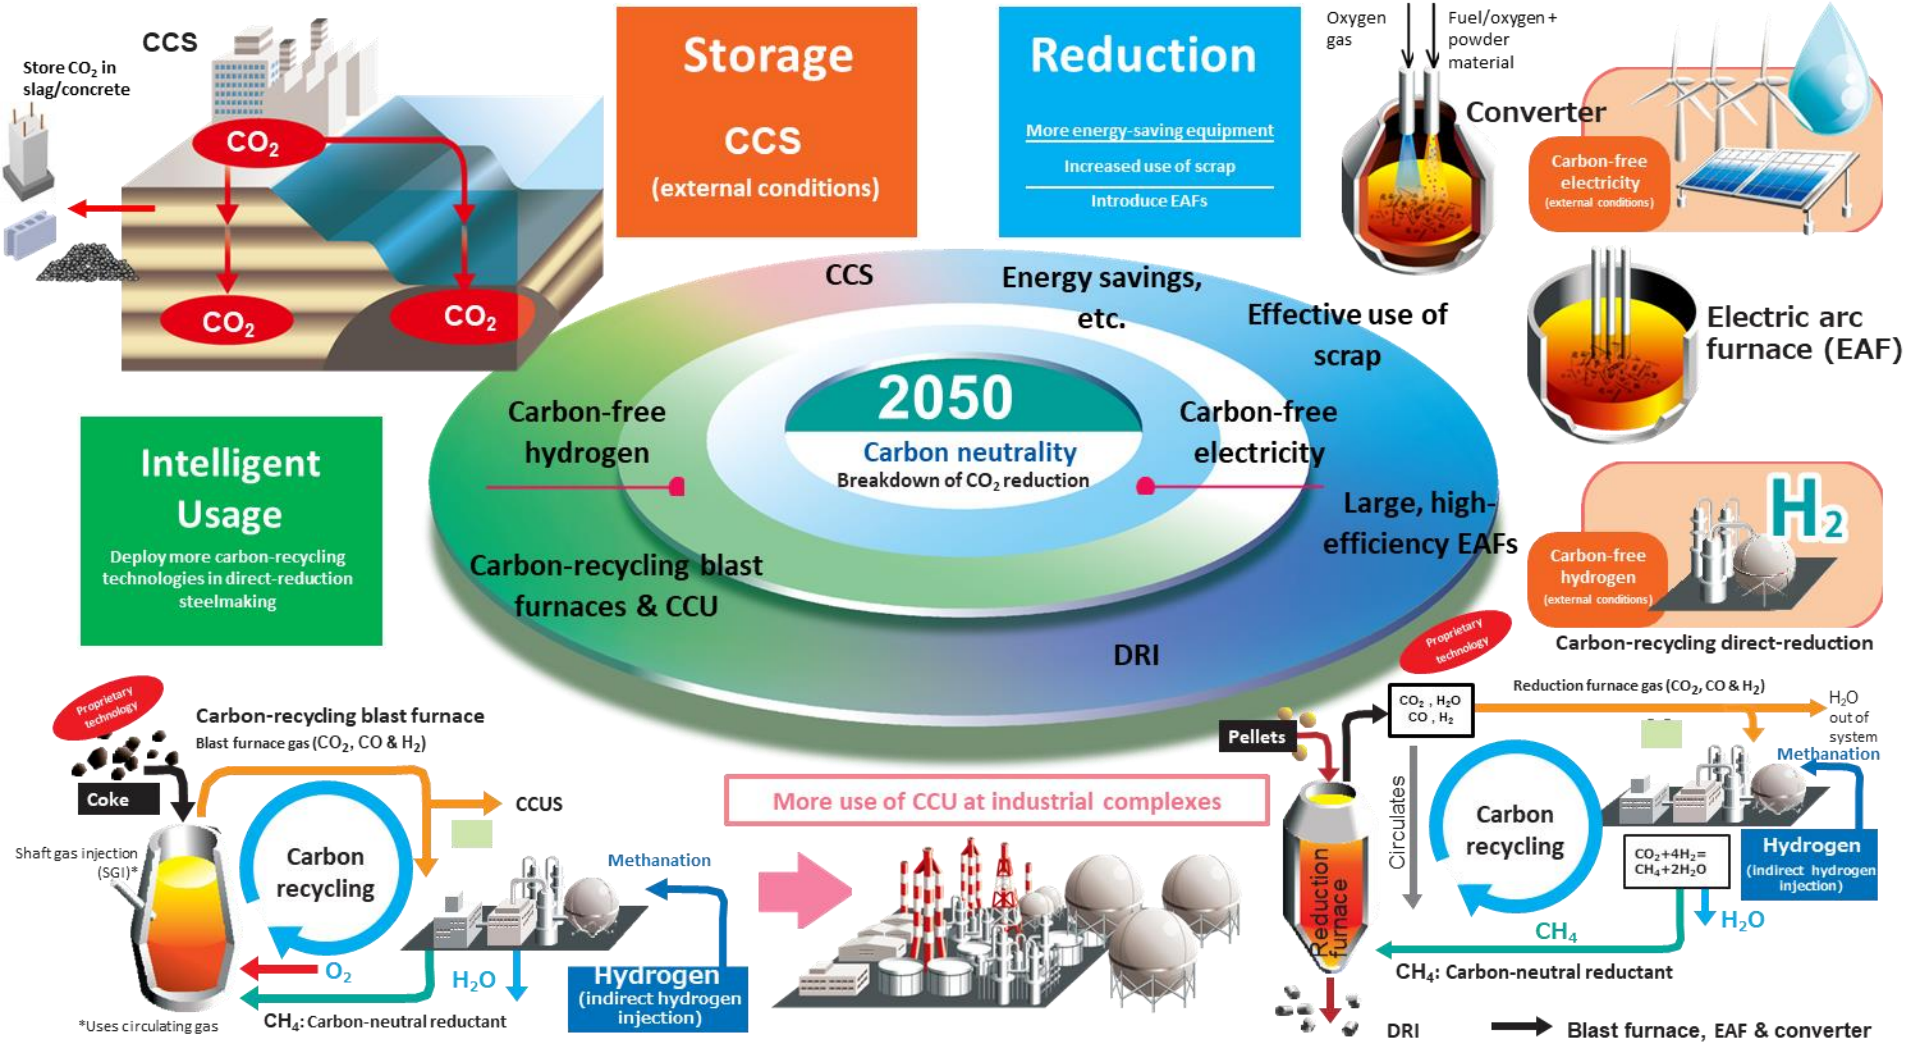 CCS
Store CO₂ in
slag/concrete
CO₂
CO₂
CO₂
Storage
CCS
(external conditions)
Reduction
More energy-saving equipment
Increased use of scrap
Introduce EAFs
Oxygen
gas
Fuel/oxygen +
powder
material
Converter
Carbon-free
electricity
(external conditions)
Electric arc
furnace (EAF)
CCS
Energy savings,
etc.
Effective use of
scrap
Carbon-free
hydrogen
2050
Carbon neutrality
Breakdown of CO₂ reduction
Carbon-free
electricity
Large, high-
efficiency EAFs
Carbon-recycling blast
furnaces & CCU
DRI
Intelligent
Usage
Deploy more carbon-recycling
technologies in direct-reduction
steelmaking
H₂
Carbon-free
hydrogen
(external conditions)
Carbon-recycling direct-reduction
Proprietary
technology
Carbon-recycling blast furnace
Blast furnace gas (CO₂, CO & H₂)
Coke
CCUS
Shaft gas injection
(SGI)*
Carbon
recycling
Methanation
O₂
H₂O
Hydrogen
(indirect hydrogen
injection)
CH₄: Carbon-neutral reductant
*Uses circulating gas
More use of CCU at industrial complexes
Proprietary
technology
Reduction furnace gas (CO₂, CO & H₂)
CO₂ , H₂O
CO , H₂
H₂O
out of
system
Pellets
Methanation
Circulates
Carbon
recycling
Reduction
furnace
CO₂+4H₂=
CH₄+2H₂O
Hydrogen
(indirect hydrogen
injection)
H₂O
CH₄
CH₄: Carbon-neutral reductant
DRI
Blast furnace, EAF & converter